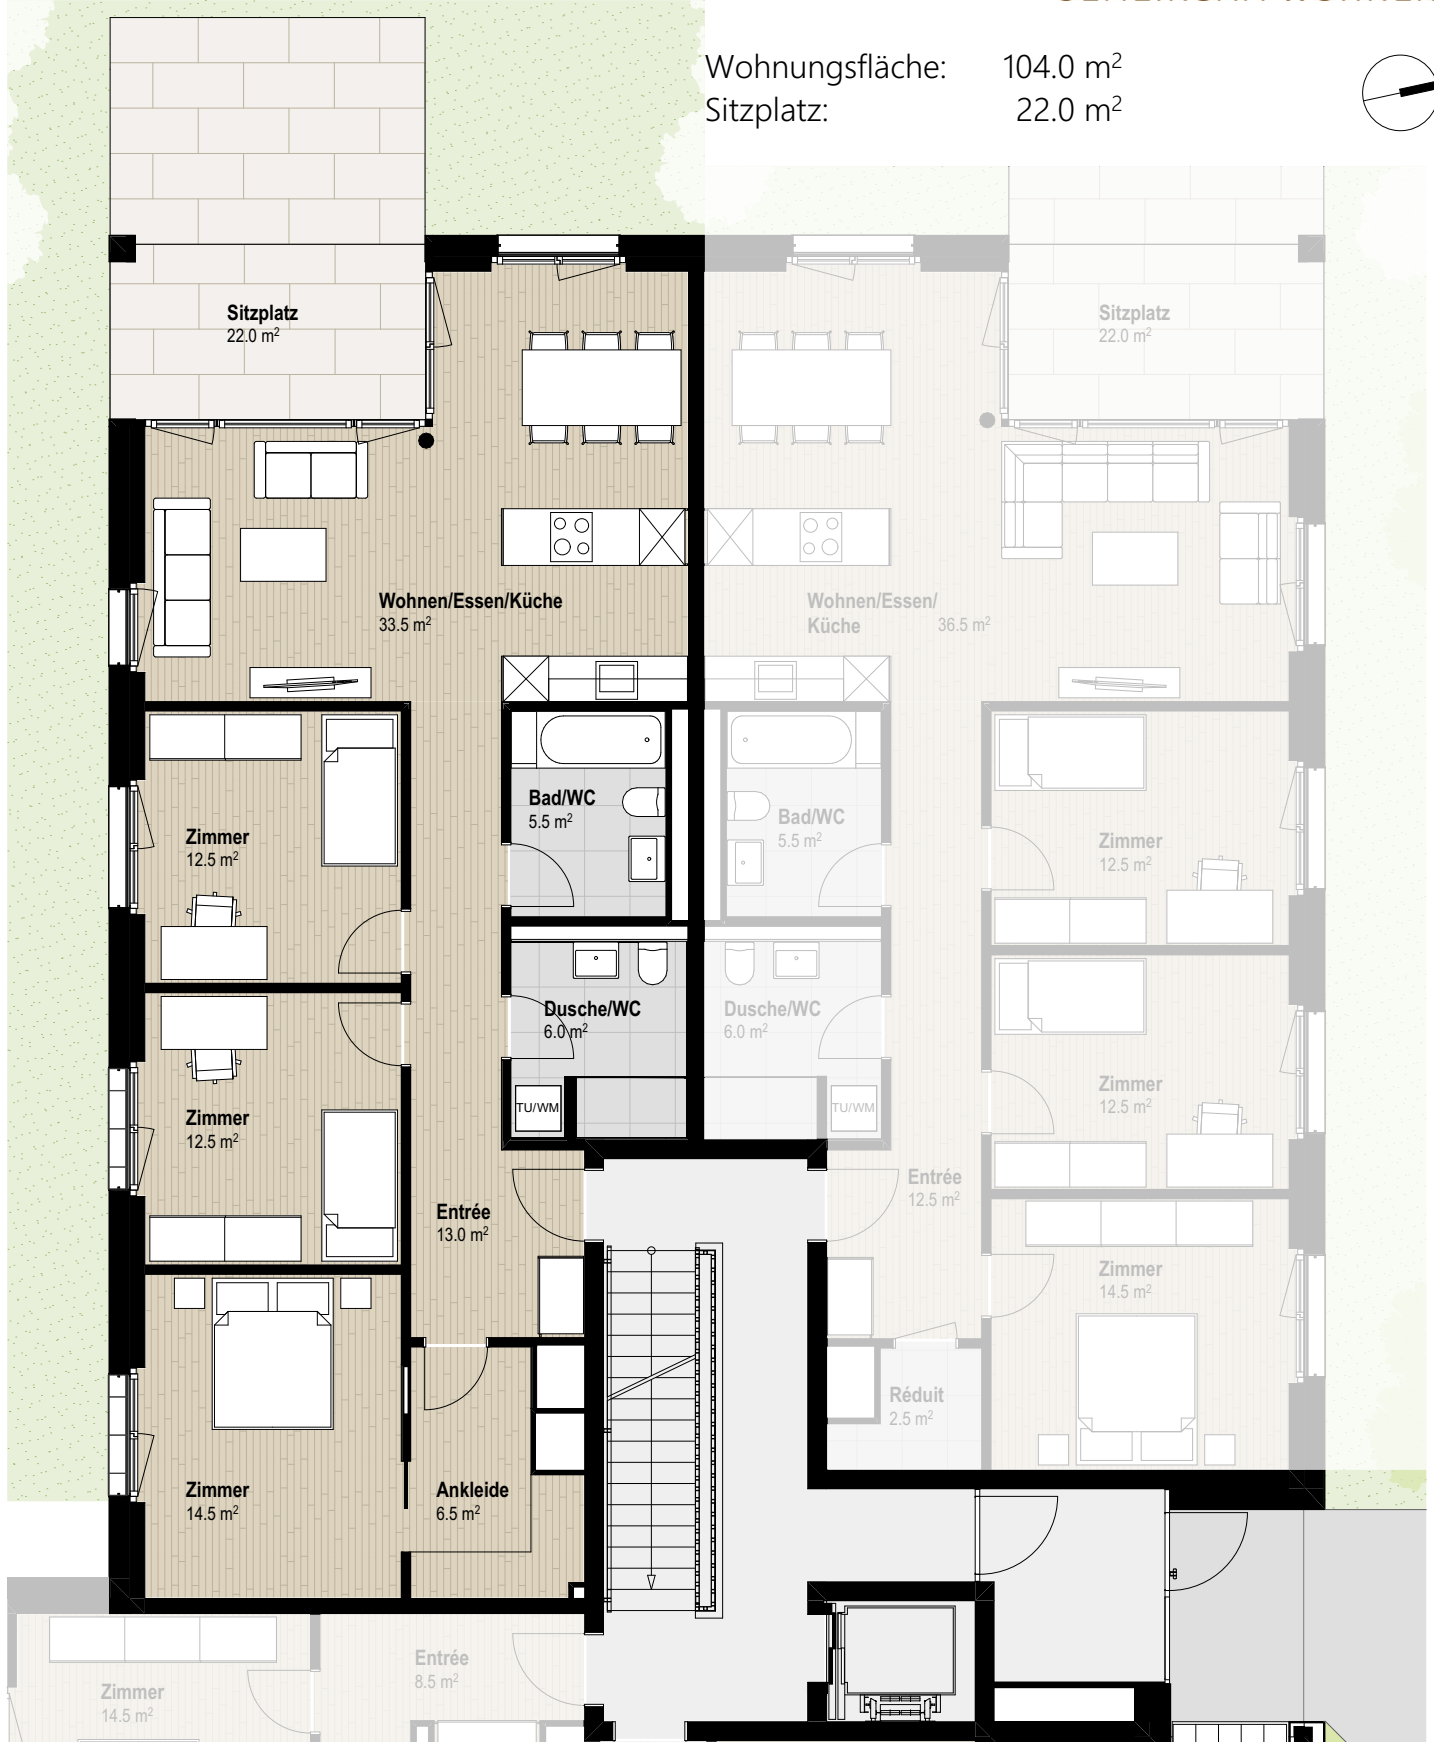 Wohnungsfläche: 104.0 m²
Sitzplatz: 22.0 m²
Sitzplatz
22.0 m²
Sitzplatz
22.0 m²
Wohnen/Essen/Küche
33.5 m²
Wohnen/Essen/
Küche 36.5 m²
Bad/WC
5.5 m²
Bad/WC
5.5 m²
Zimmer
12.5 m²
Zimmer
12.5 m²
Dusche/WC
6.0 m²
Dusche/WC
6.0 m²
TU/WM
TU/WM
Zimmer
12.5 m²
Zimmer
12.5 m²
Entrée
13.0 m²
Entrée
12.5 m²
Zimmer
14.5 m²
Réduit
2.5 m²
Zimmer
14.5 m²
Ankleide
6.5 m²
Entrée
8.5 m²
Zimmer
14.5 m²